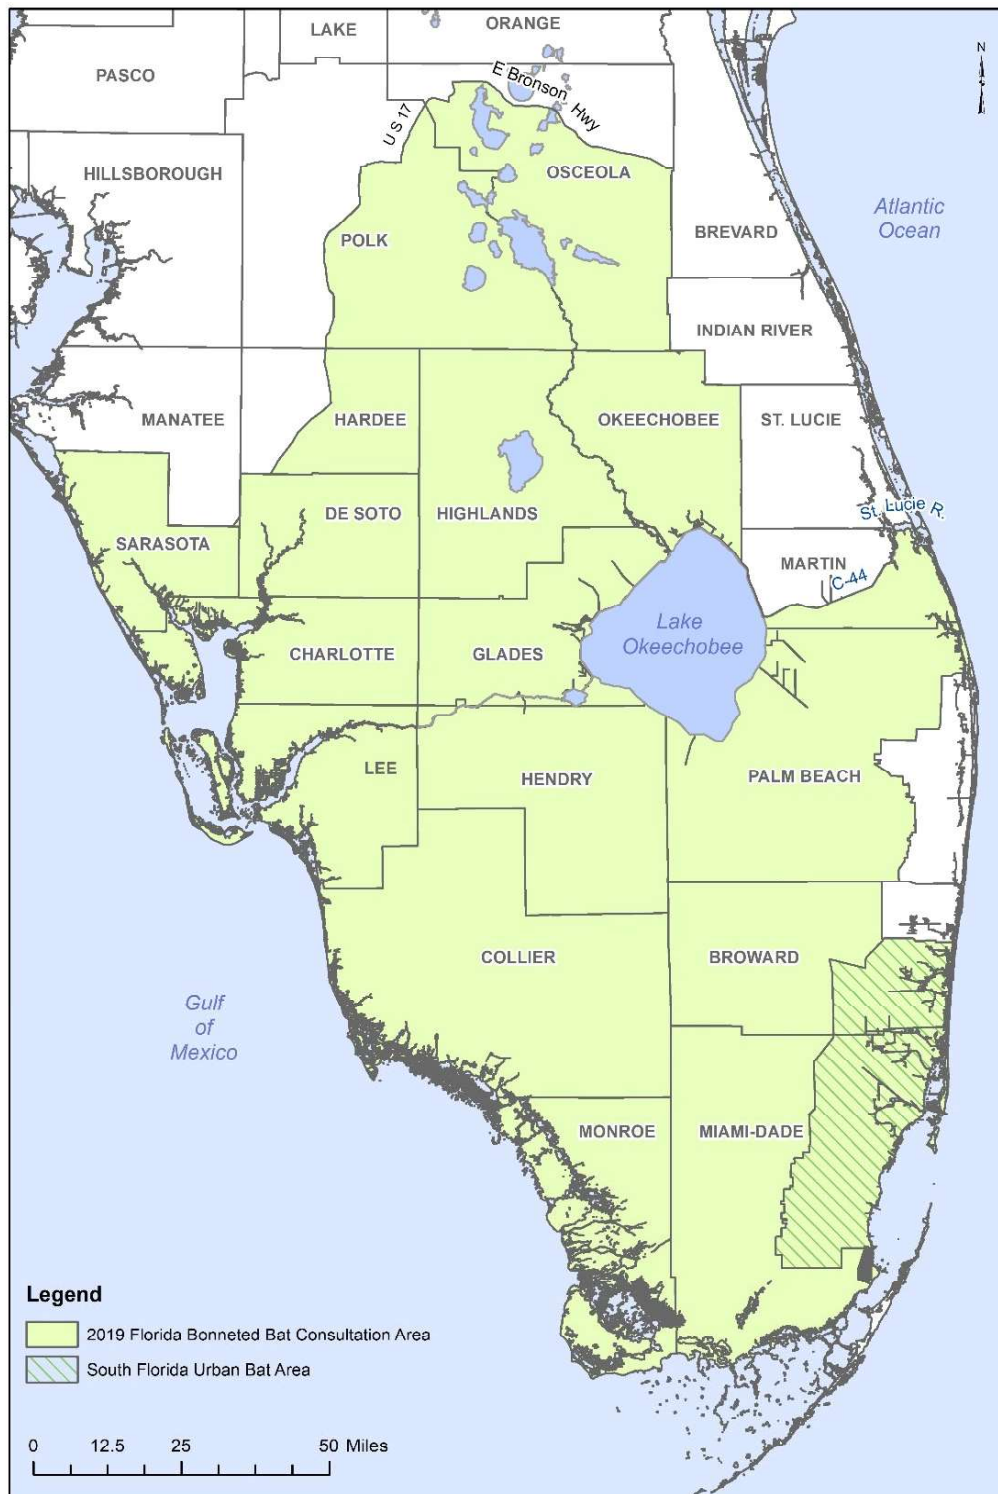 ORANGE
LAKE
N
PASCO
E Bronson Hwy
U S 17
HILLSBOROUGH
OSCEOLA
Atlantic
Ocean
POLK
BREVARD
INDIAN RIVER
MANATEE
HARDEE
OKEECHOBEE
ST. LUCIE
DE SOTO
HIGHLANDS
St. Lucie R.
SARASOTA
MARTIN
C-44
Lake
Okeechobee
CHARLOTTE
GLADES
LEE
HENDRY
PALM BEACH
COLLIER
BROWARD
Gulf
of
Mexico
MONROE
MIAMI-DADE
Legend
2019 Florida Bonneted Bat Consultation Area
South Florida Urban Bat Area
0 12.5 25 50 Miles